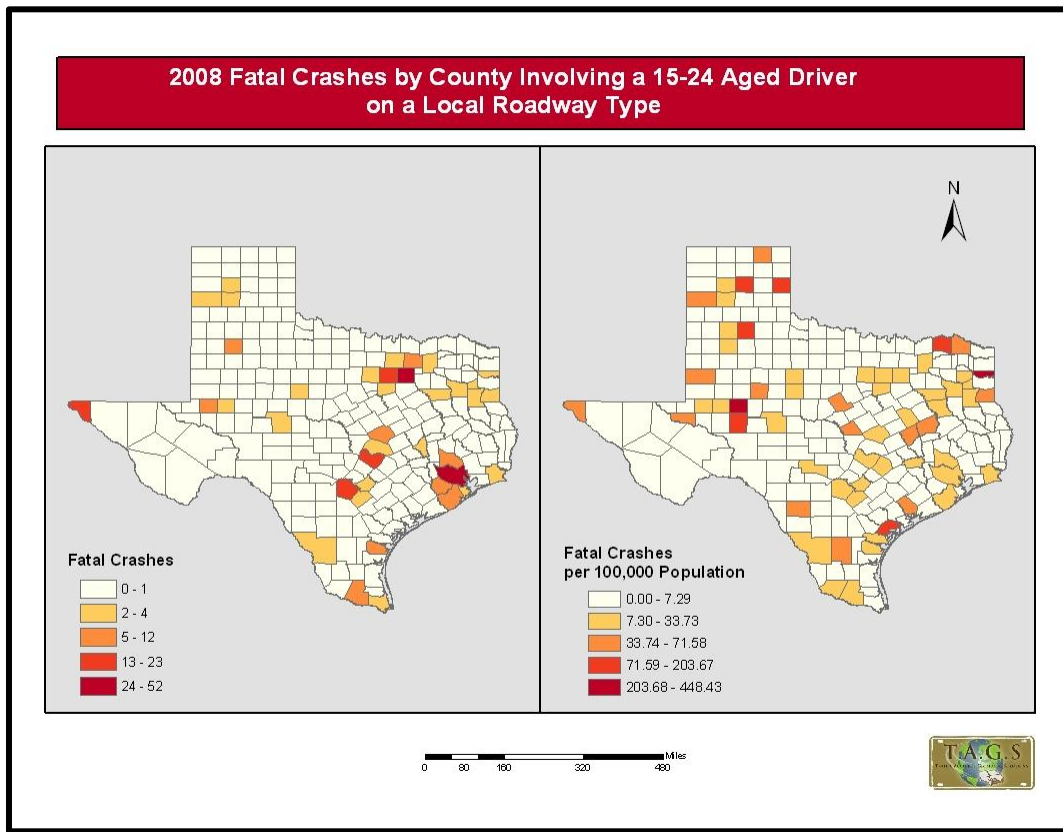 2008 Fatal Crashes by County Involving a 15-24 Aged Driver
on a Local Roadway Type
N
Fatal Crashes
0 - 1
2 - 4
5 - 12
13 - 23
24 - 52
Fatal Crashes
per 100,000 Population
0.00 - 7.29
7.30 - 33.73
33.74 - 71.58
71.59 - 203.67
203.68 - 448.43
Miles
0 80 160 320 480
T.A.G.S